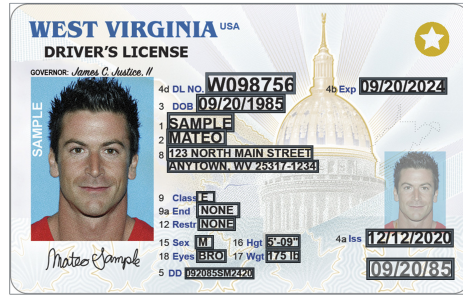 WEST VIRGINIA USA
DRIVER'S LICENSE
GOVERNOR: James C. Justice, II
4d DL NO. W098756 4b Exp 09/20/2024
3 DOB 09/20/1985
SAMPLE
1 SAMPLE
2 MATEO
8 123 NORTH MAIN STREET
ANYTOWN, WV 25317-1234
9 Class E
9a End NONE
12 Restr NONE
15 Sex M 16 Hgt 5'-09" 4a Iss 12/12/2020
18 Eyes BRO 17 Wgt 175 lb
5 DD 092085SM2420 09/20/85
Mateo Sample